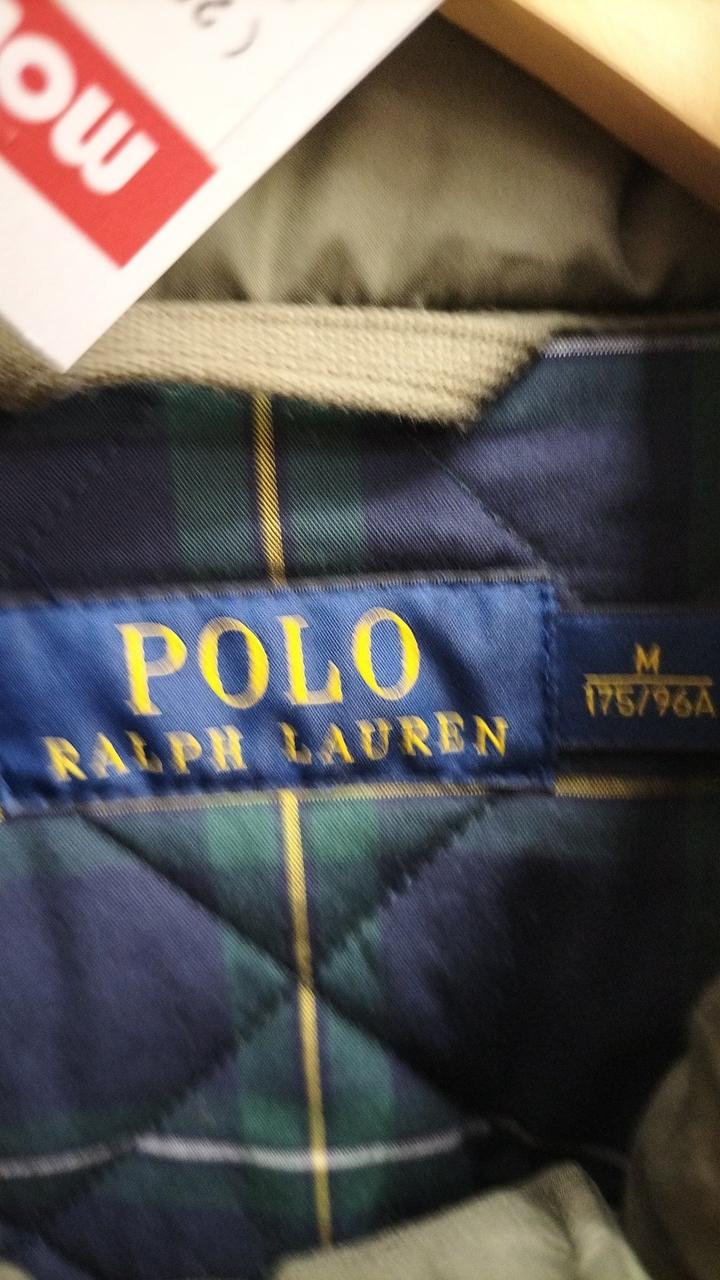 POLO
RALPH LAUREN
M
175/96A